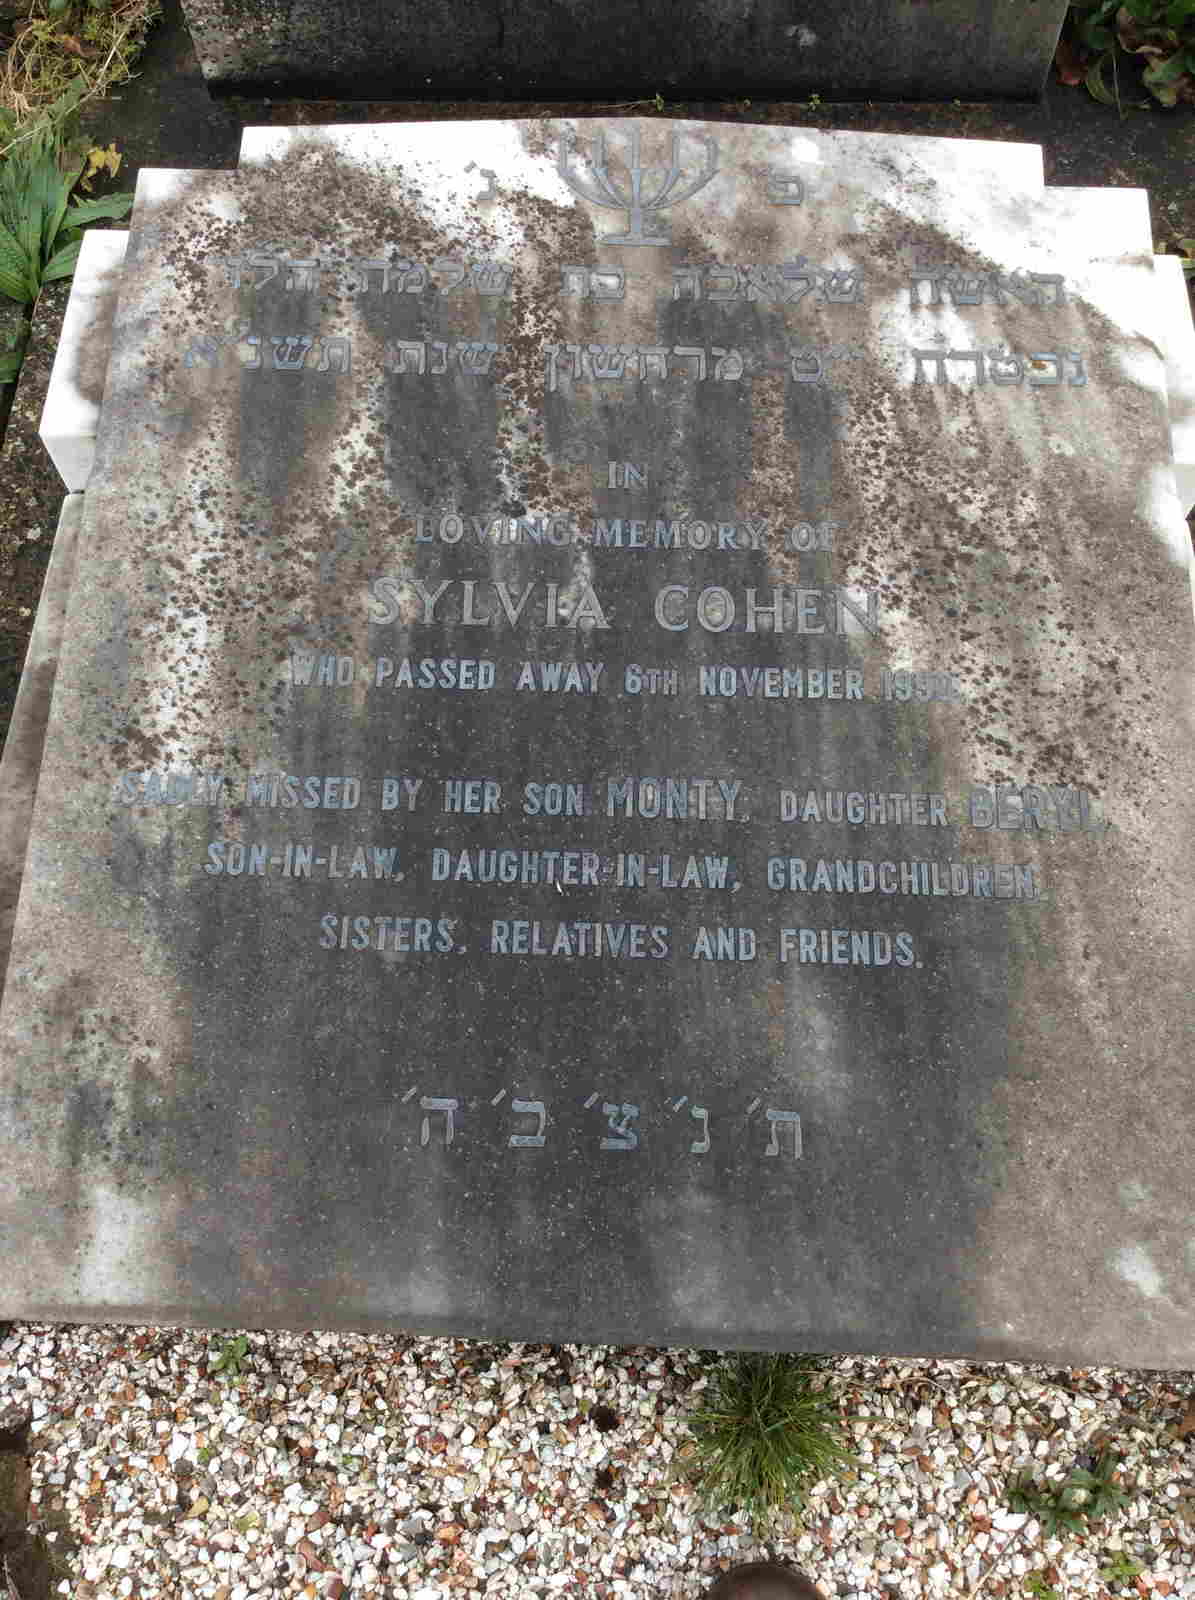 פ' נ'
האשה שלאבה בת שלמה הלוי
נפטרה י"ט מרחשון שנת תשנ"א
IN
LOVING MEMORY OF
SYLVIA COHEN
WHO PASSED AWAY 6TH NOVEMBER 1990
SADLY MISSED BY HER SON MONTY, DAUGHTER BERYL,
SON-IN-LAW, DAUGHTER-IN-LAW, GRANDCHILDREN,
SISTERS, RELATIVES AND FRIENDS.
ת' נ' צ' ב' ה'